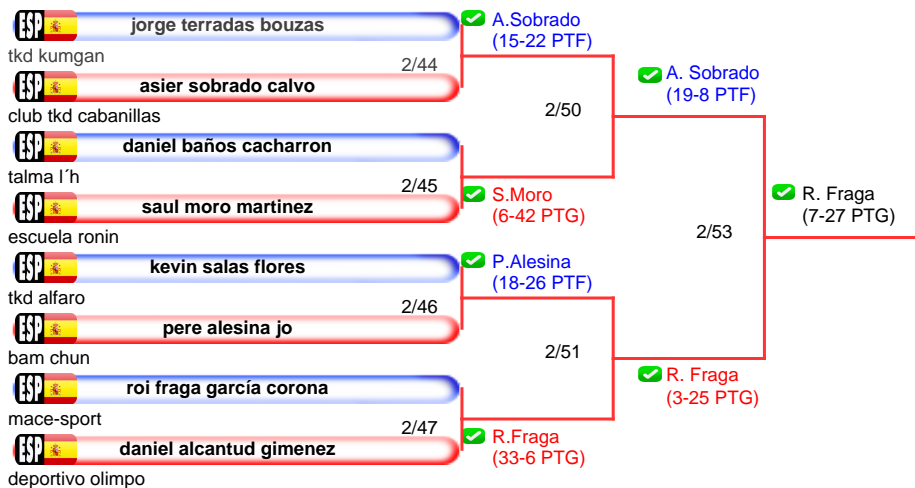 ESP jorge terradas bouzas
tkd kumgan
2/44
ESP asier sobrado calvo
club tkd cabanillas
A.Sobrado
(15-22 PTF)
ESP daniel baños cacharron
talma l´h
2/45
ESP saul moro martinez
escuela ronin
S.Moro
(6-42 PTG)
2/50
A. Sobrado
(19-8 PTF)
ESP kevin salas flores
tkd alfaro
2/46
ESP pere alesina jo
bam chun
P.Alesina
(18-26 PTF)
ESP roi fraga garcía corona
mace-sport
2/47
ESP daniel alcantud gimenez
deportivo olimpo
R.Fraga
(33-6 PTG)
2/51
R. Fraga
(3-25 PTG)
2/53
R. Fraga
(7-27 PTG)